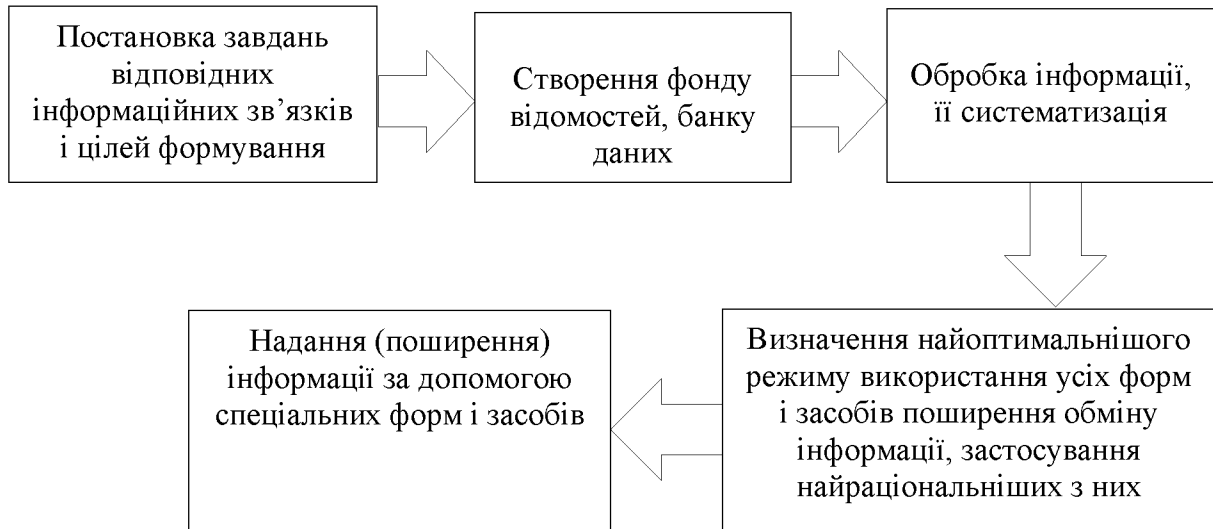 Постановка завдань
відповідних
інформаційних зв’язків
і цілей формування
Створення фонду
відомостей, банку
даних
Обробка інформації,
її систематизація
Визначення найоптимальнішого
режиму використання усіх форм
і засобів поширення обміну
інформації, застосування
найраціональніших з них
Надання (поширення)
інформації за допомогою
спеціальних форм і засобів